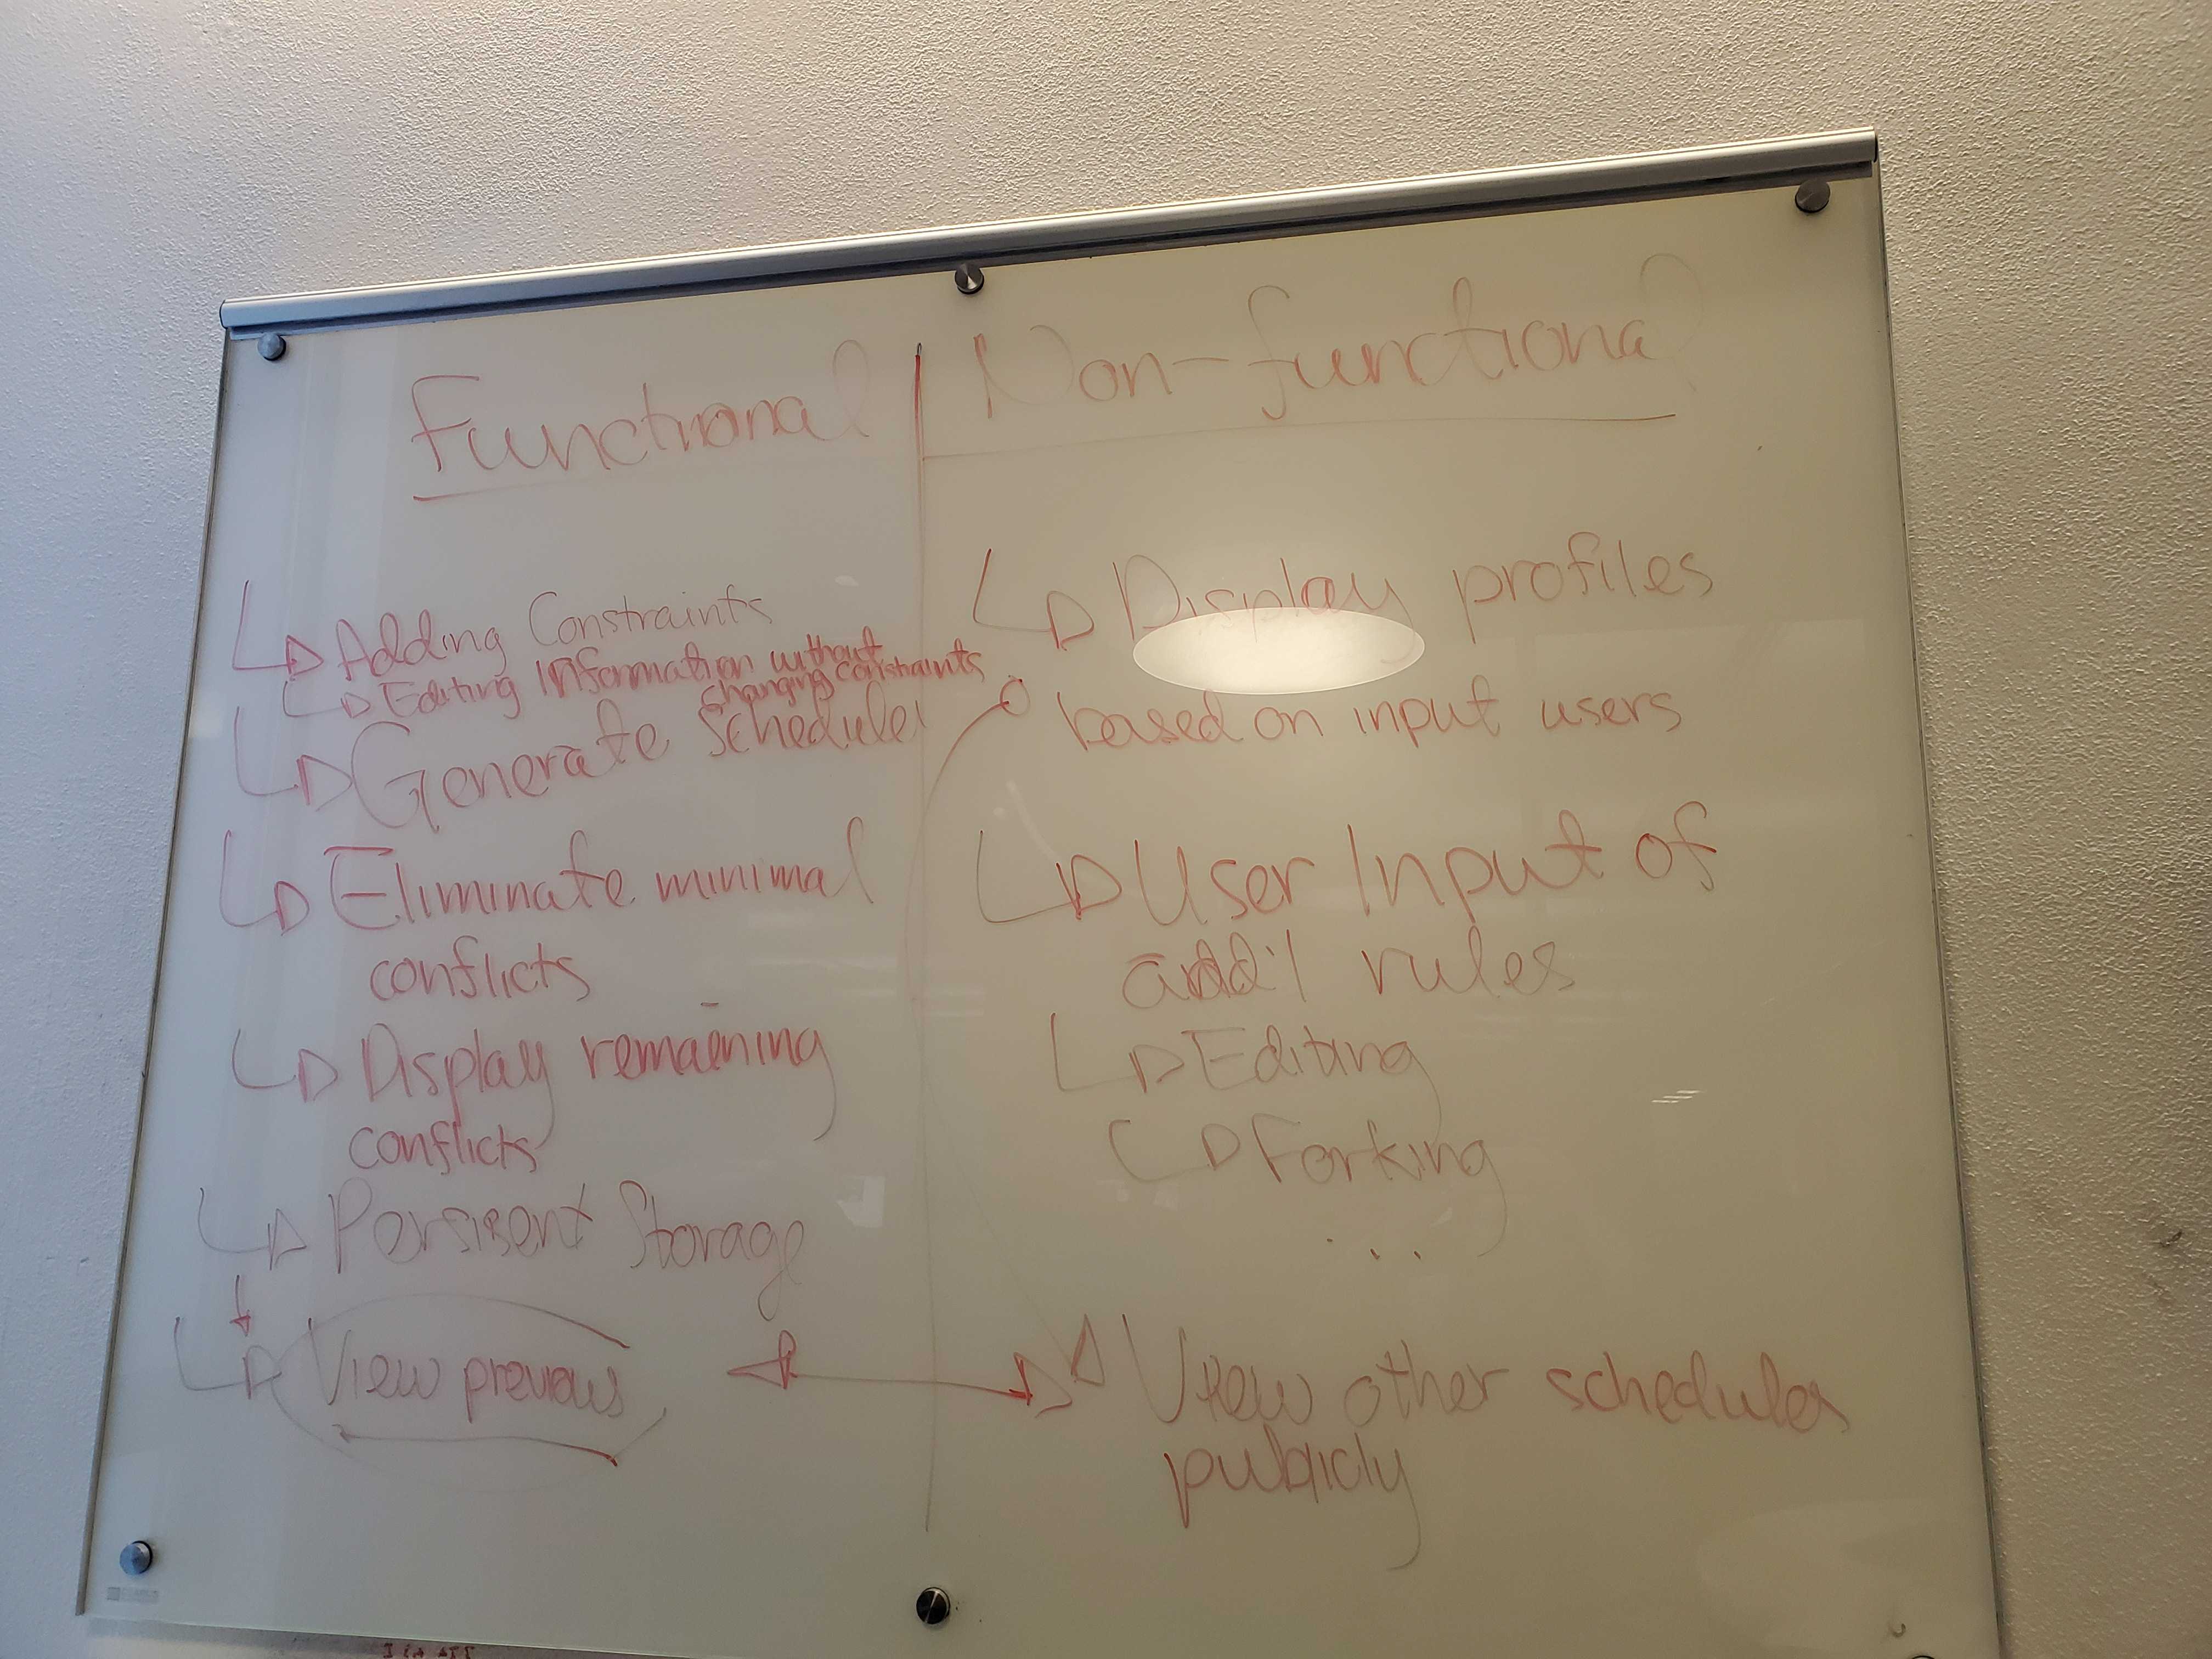 Functional
Adding Constraints
Editing Information without
changing constraints
Generate Schedules
Eliminate minimal
conflicts
Display remaining
conflicts
Persisent Storage
View previous
Non-functional
Display profiles
based on input users
User Input of
add'l rules
Editing
Forking
...
View other schedules
publicly